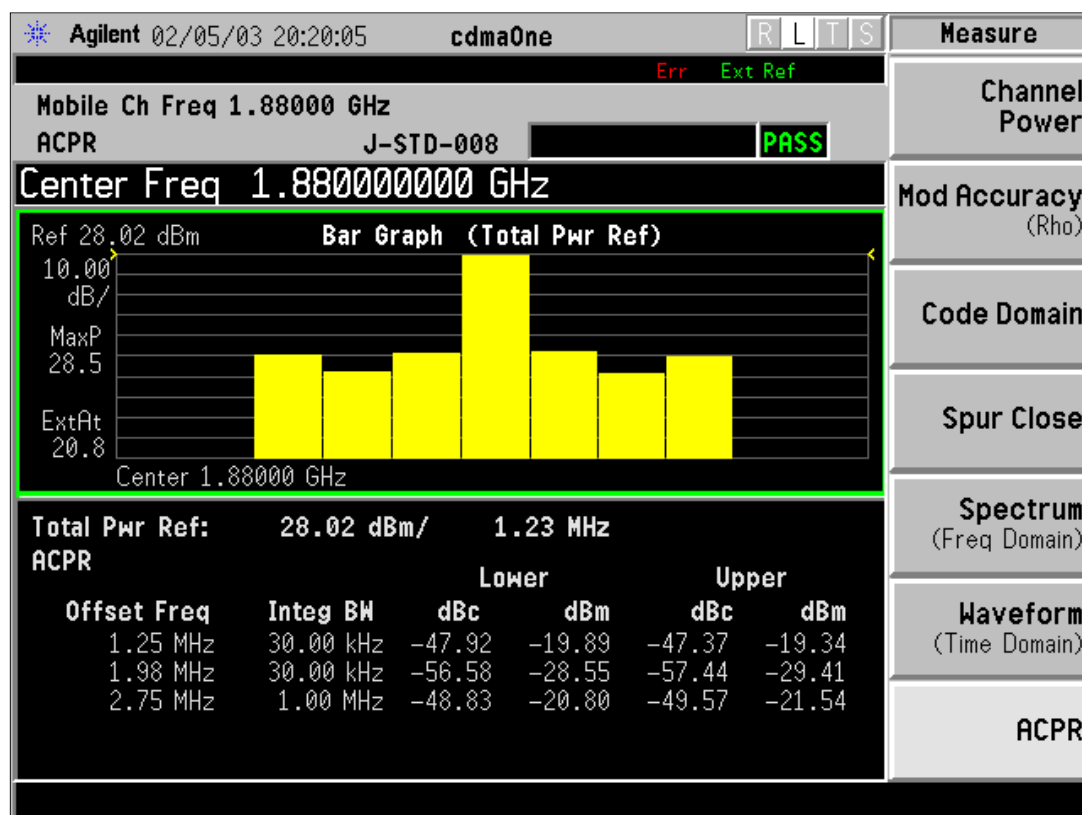 Agilent 02/05/03 20:20:05 cdmaOne R L T S
Measure
Err Ext Ref
Mobile Ch Freq 1.88000 GHz
ACPR J-STD-008 PASS
Center Freq 1.880000000 GHz
Ref 28.02 dBm Bar Graph (Total Pwr Ref)
10.00
dB/
MaxP
28.5
ExtAt
20.8
Center 1.88000 GHz
Total Pwr Ref: 28.02 dBm/ 1.23 MHz
ACPR
Lower Upper
Offset Freq Integ BW dBc dBm dBc dBm
1.25 MHz 30.00 kHz -47.92 -19.89 -47.37 -19.34
1.98 MHz 30.00 kHz -56.58 -28.55 -57.44 -29.41
2.75 MHz 1.00 MHz -48.83 -20.80 -49.57 -21.54
Channel
Power
Mod Accuracy
(Rho)
Code Domain
Spur Close
Spectrum
(Freq Domain)
Waveform
(Time Domain)
ACPR